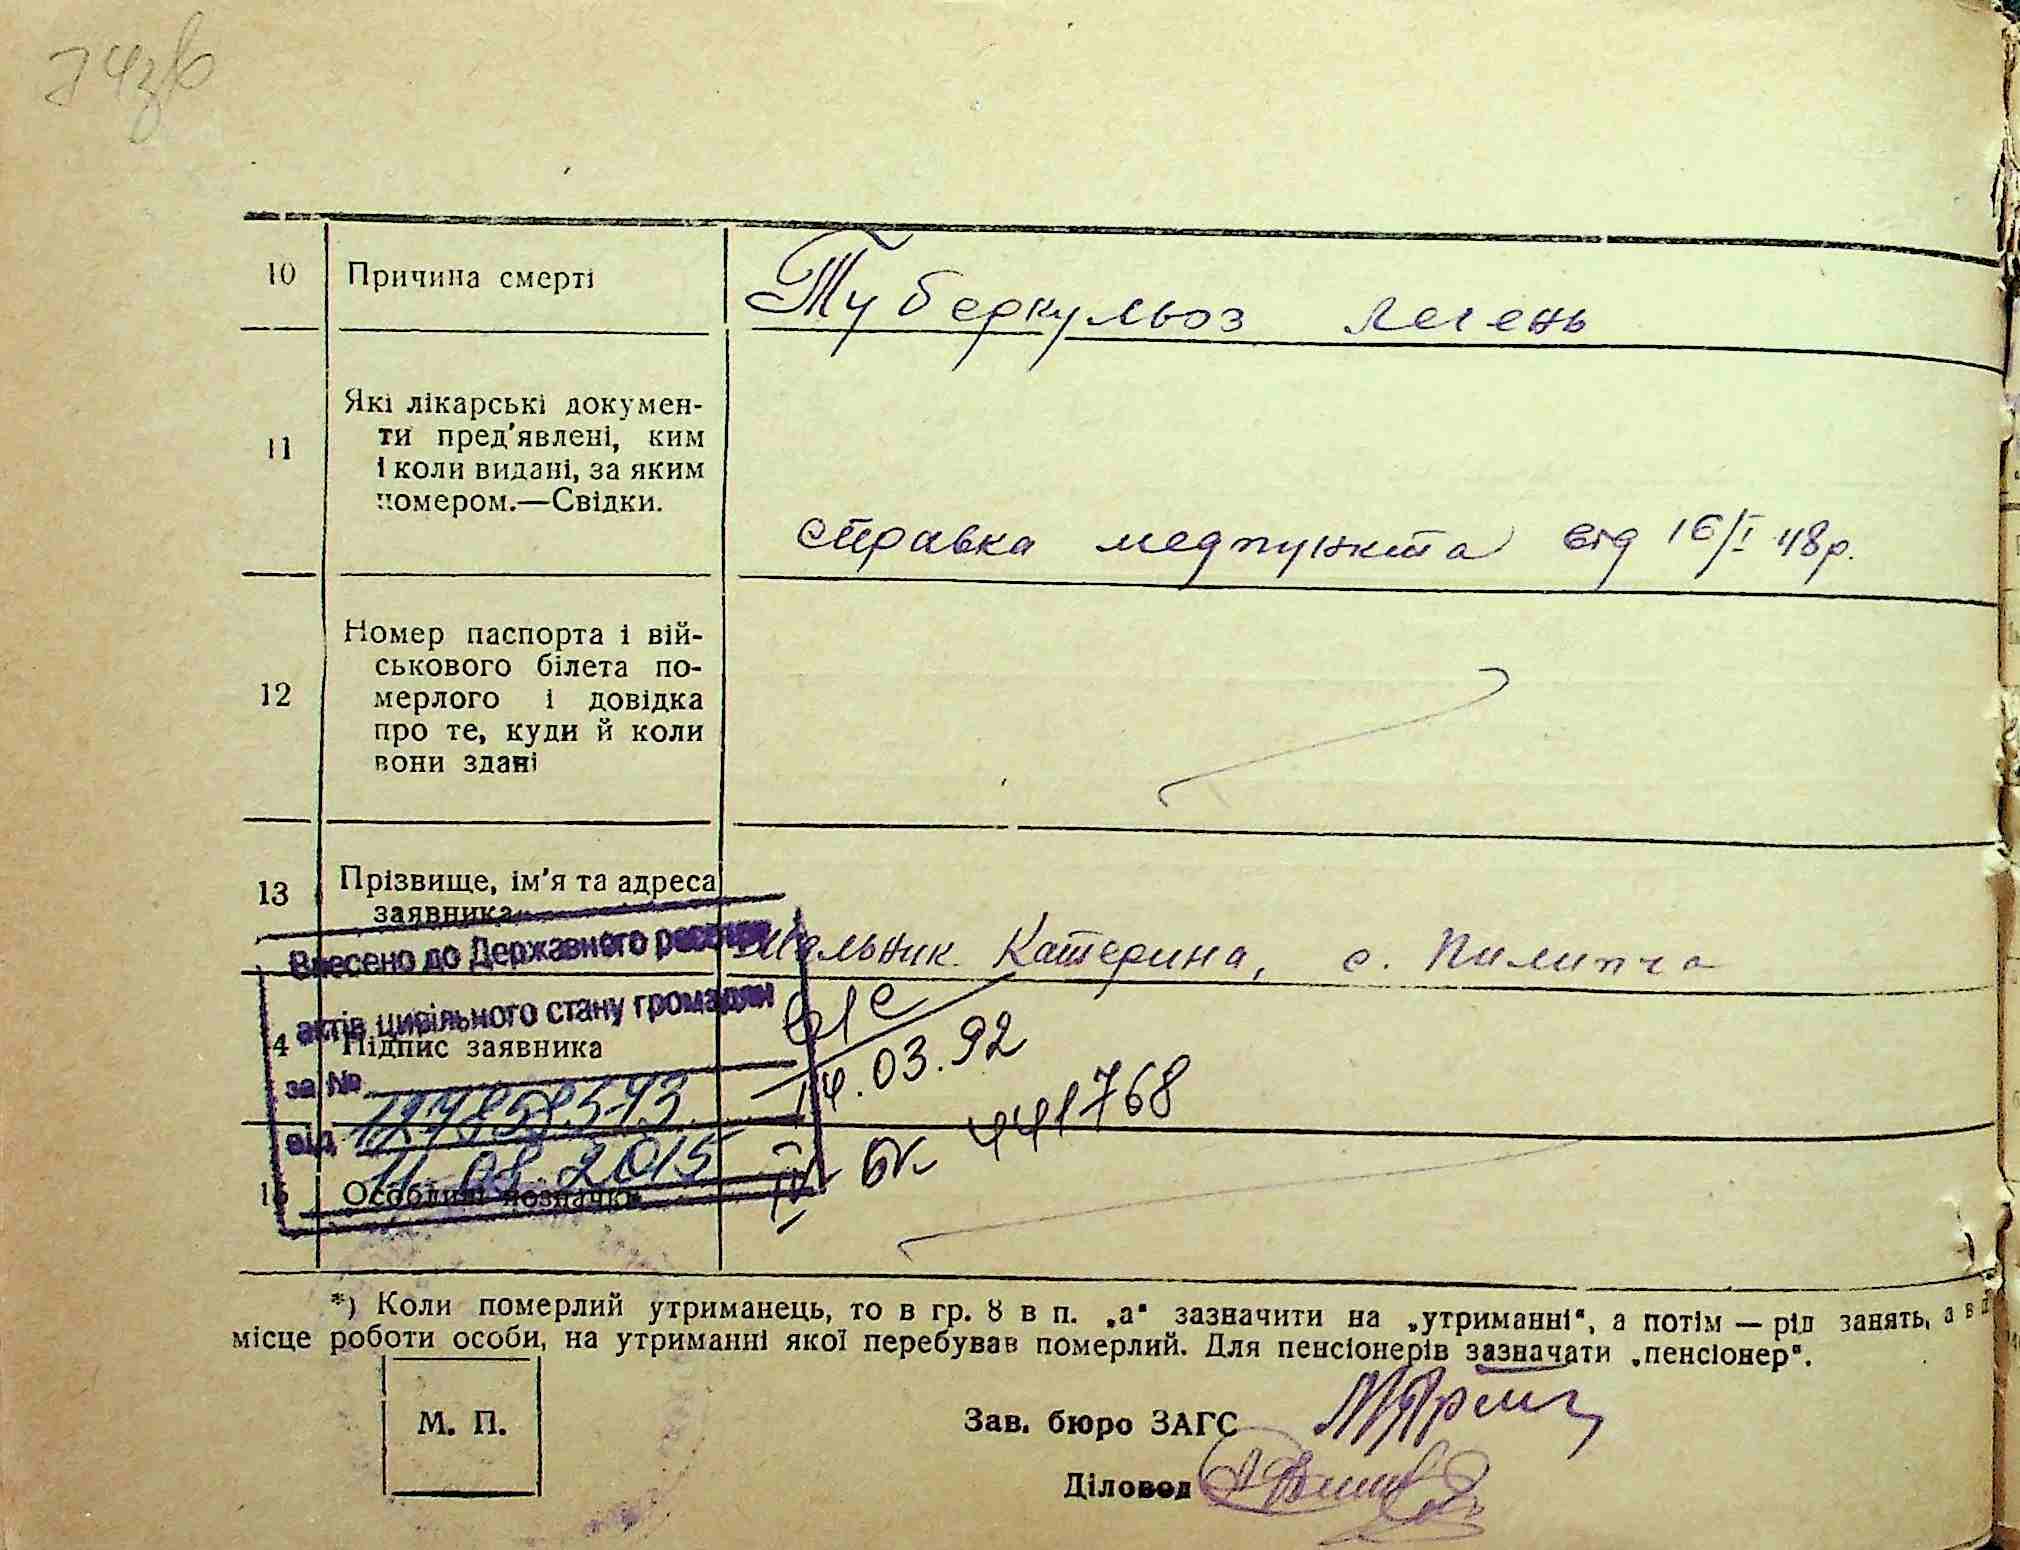 10 Причина смерті Туберкульоз легень
11 Які лікарські докумен-
ти пред'явлені, ким
і коли видані, за яким
номером.—Свідки.
справка медпункта від 16/I 48р.
12 Номер паспорта і вій-
ськового білета по-
мерлого і довідка
про те, куди й коли
вони здані
13 Прізвище, ім'я та адреса
заявника
Мельник Катерина, с. Пилипча
Внесено до Державного реєстру
актів цивільного стану громадян
14 Підпис заявника
14.03.92
за №
IV БК 441768
від 11.08.2015
15 Особливі позначки
*) Коли померлий утриманець, то в гр. 8 в п. „а“ зазначити на „утриманні“, а потім — рід занять, а в п
місце роботи особи, на утриманні якої перебував померлий. Для пенсіонерів зазначати „пенсіонер“.
М. П.
Зав. бюро ЗАГС
Діловод